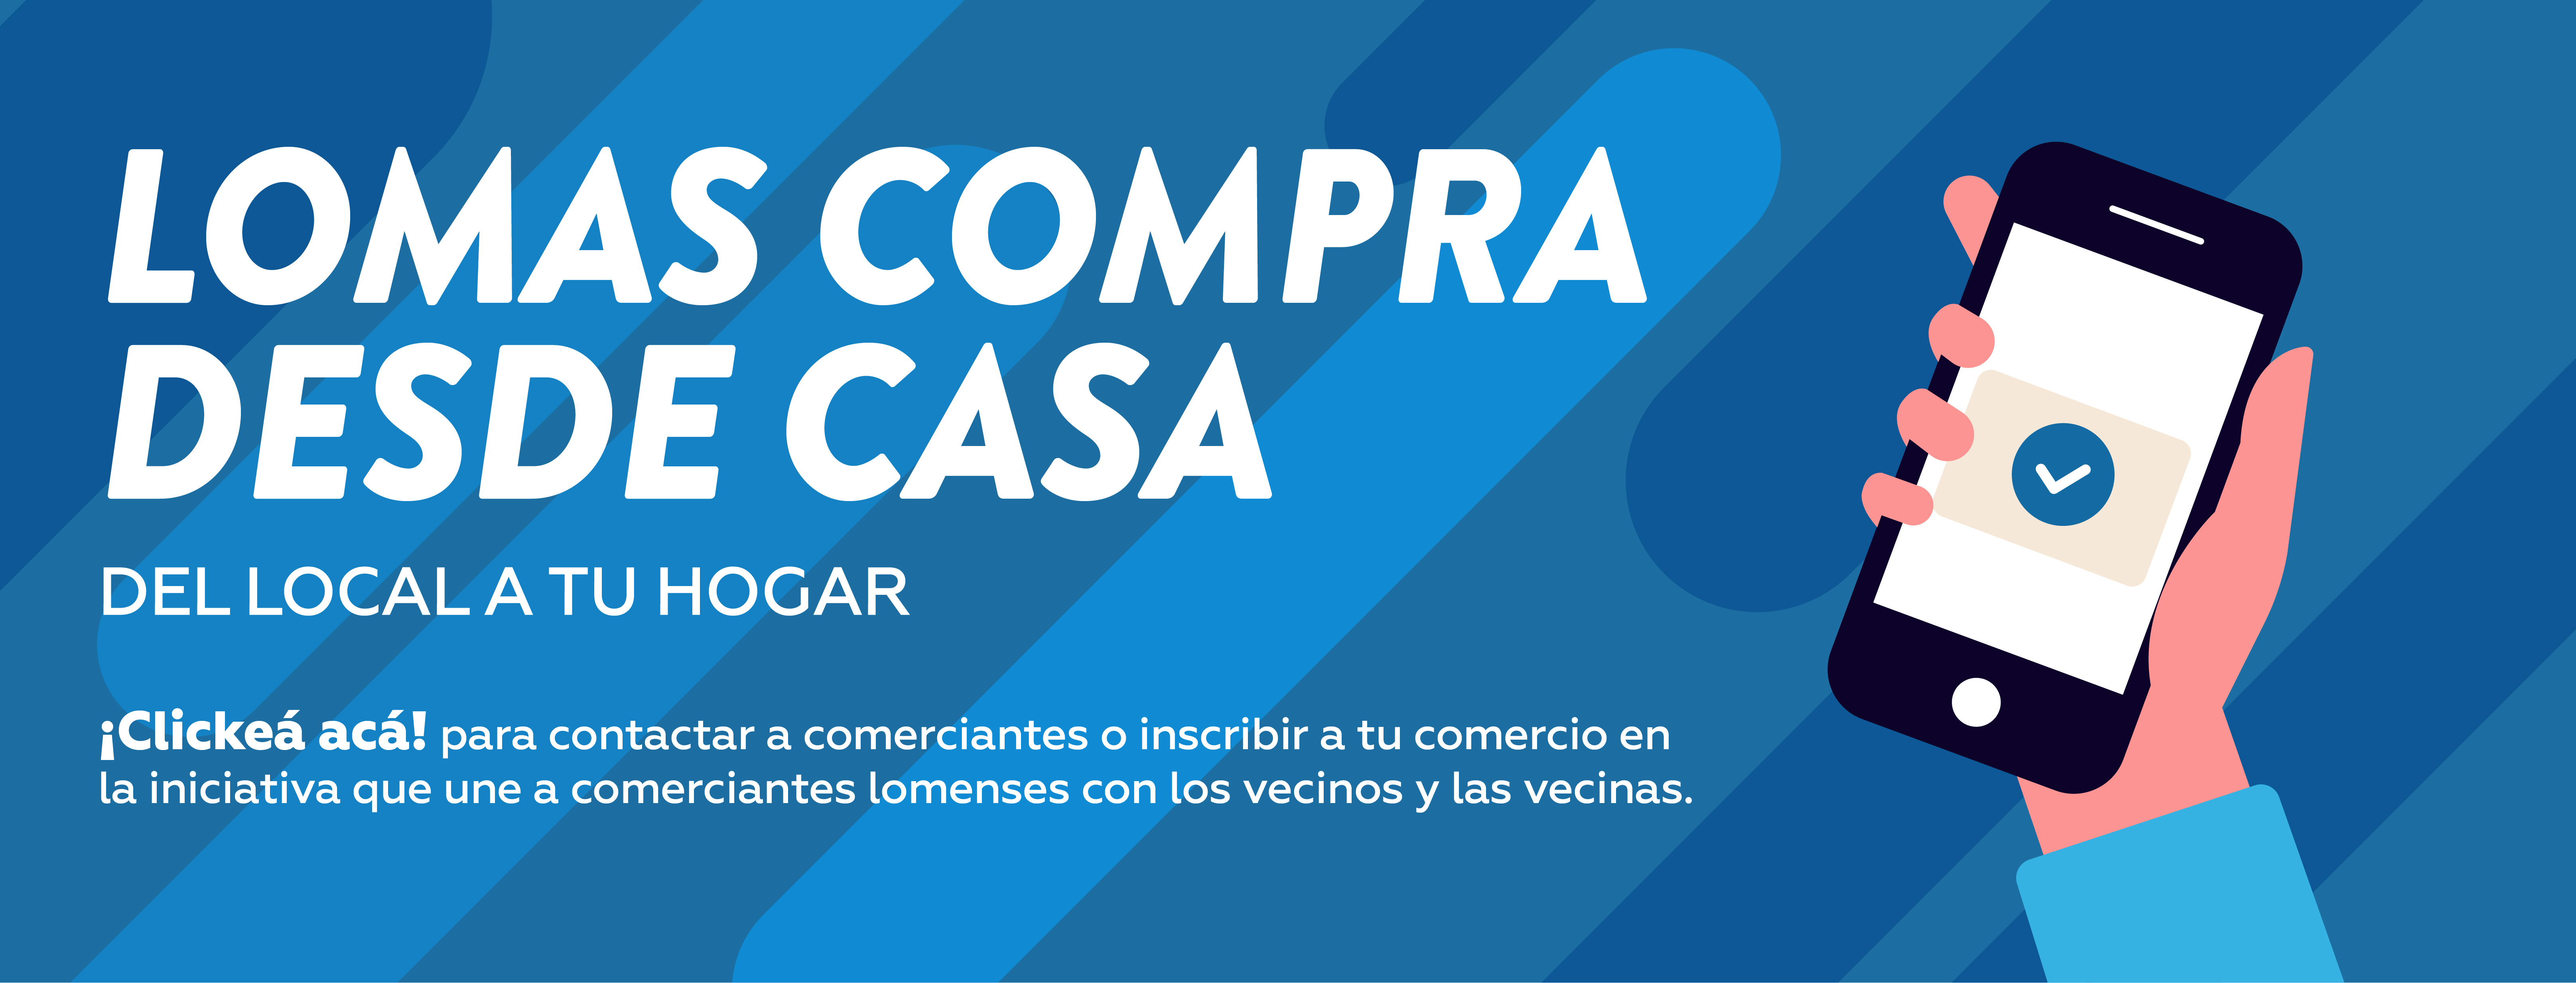 LOMAS COMPRA
DESDE CASA
DEL LOCAL A TU HOGAR
¡Clickeá acá! para contactar a comerciantes o inscribir a tu comercio en
la iniciativa que une a comerciantes lomenses con los vecinos y las vecinas.